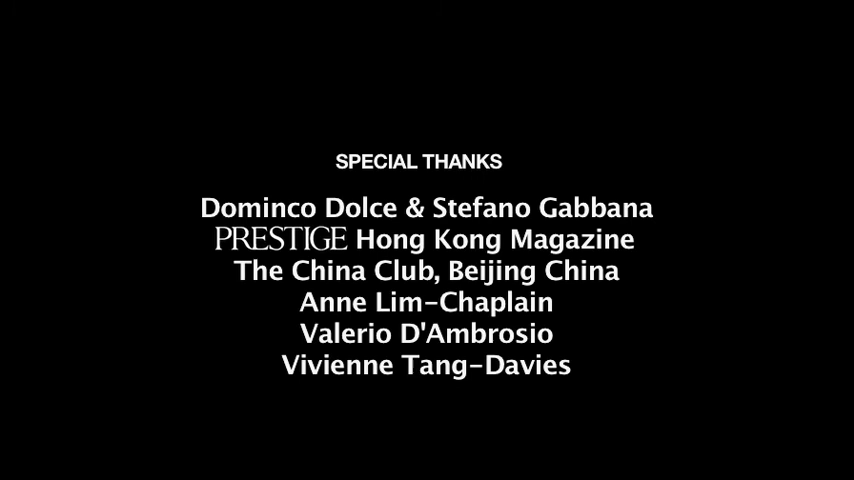 SPECIAL THANKS
Dominco Dolce & Stefano Gabbana
PRESTIGE Hong Kong Magazine
The China Club, Beijing China
Anne Lim-Chaplain
Valerio D'Ambrosio
Vivienne Tang-Davies